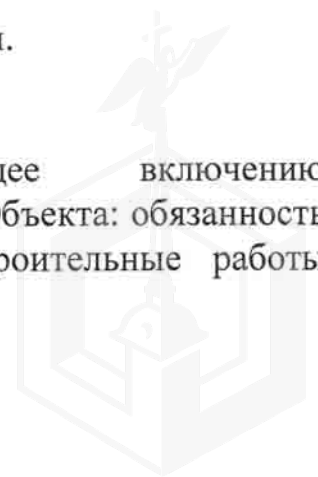 щее включению
объекта: обязанность
роительные работы